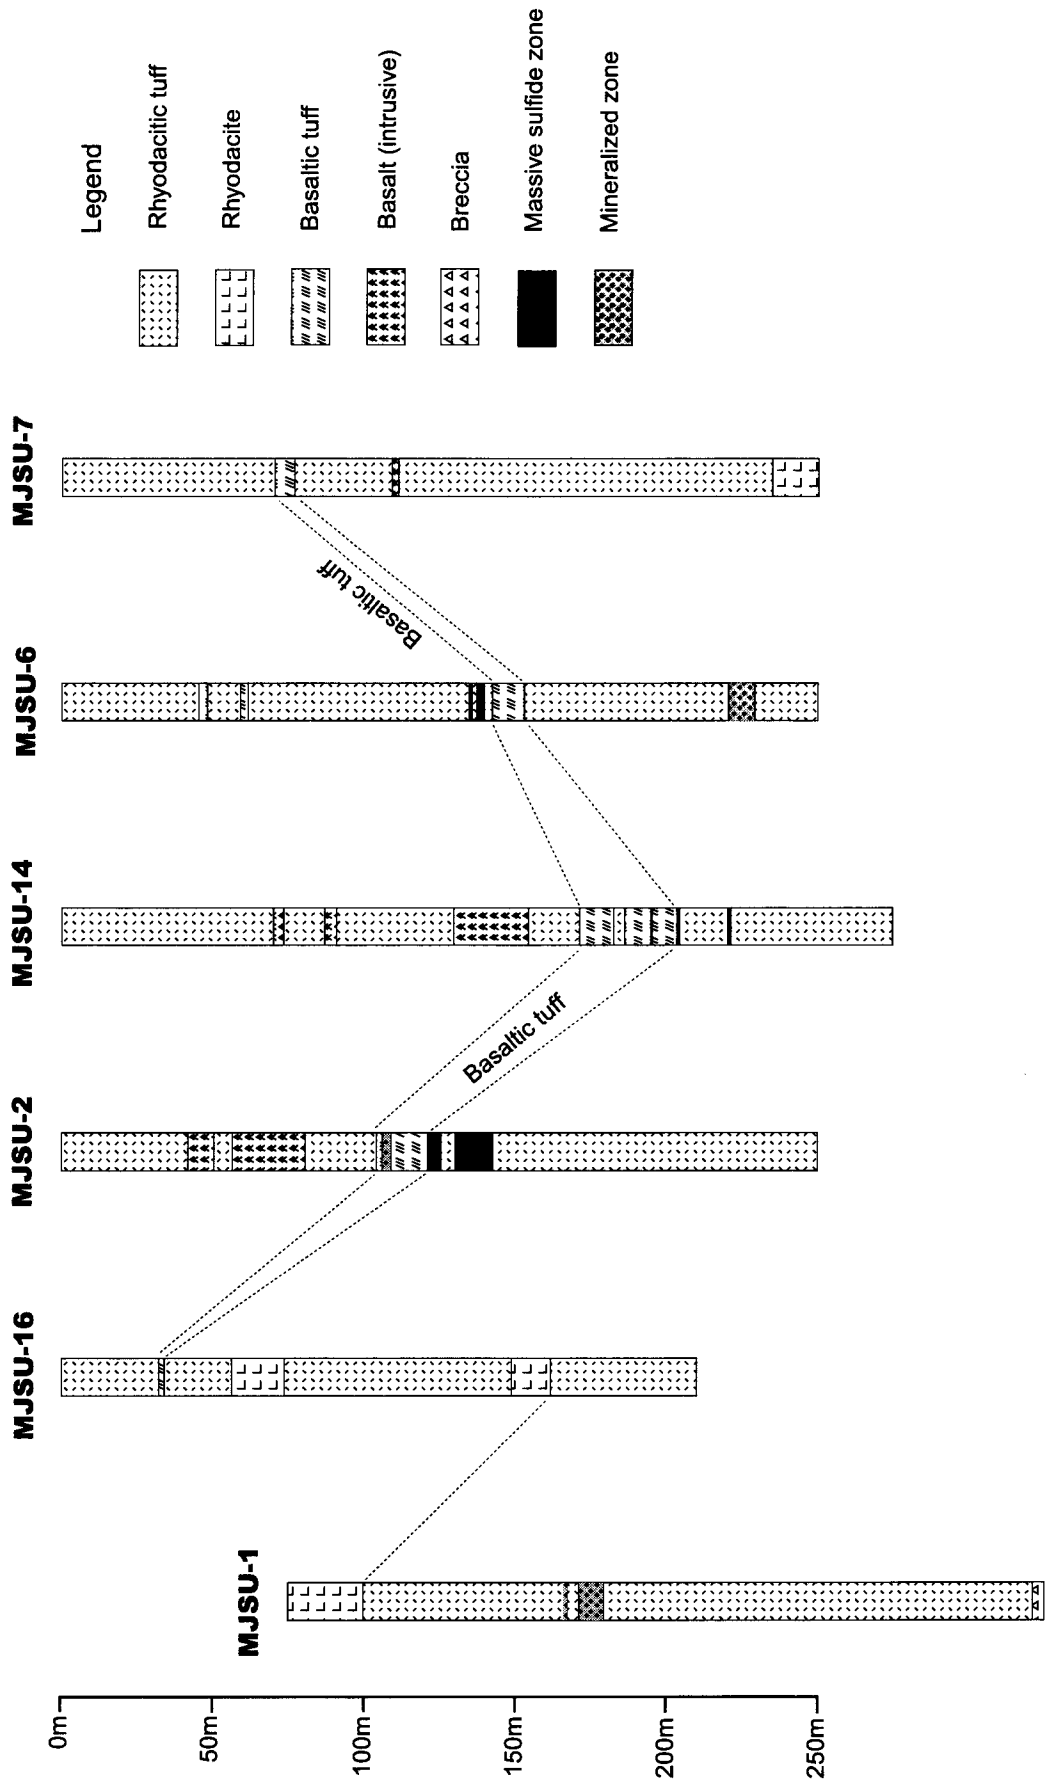 MJSU-1
MJSU-16
MJSU-2
MJSU-14
MJSU-6
MJSU-7
0m
50m
100m
150m
200m
250m
Basaltic tuff
Basaltic tuff
Legend
Rhyodacitic tuff
Rhyodacite
Basaltic tuff
Basalt (intrusive)
Breccia
Massive sulfide zone
Mineralized zone